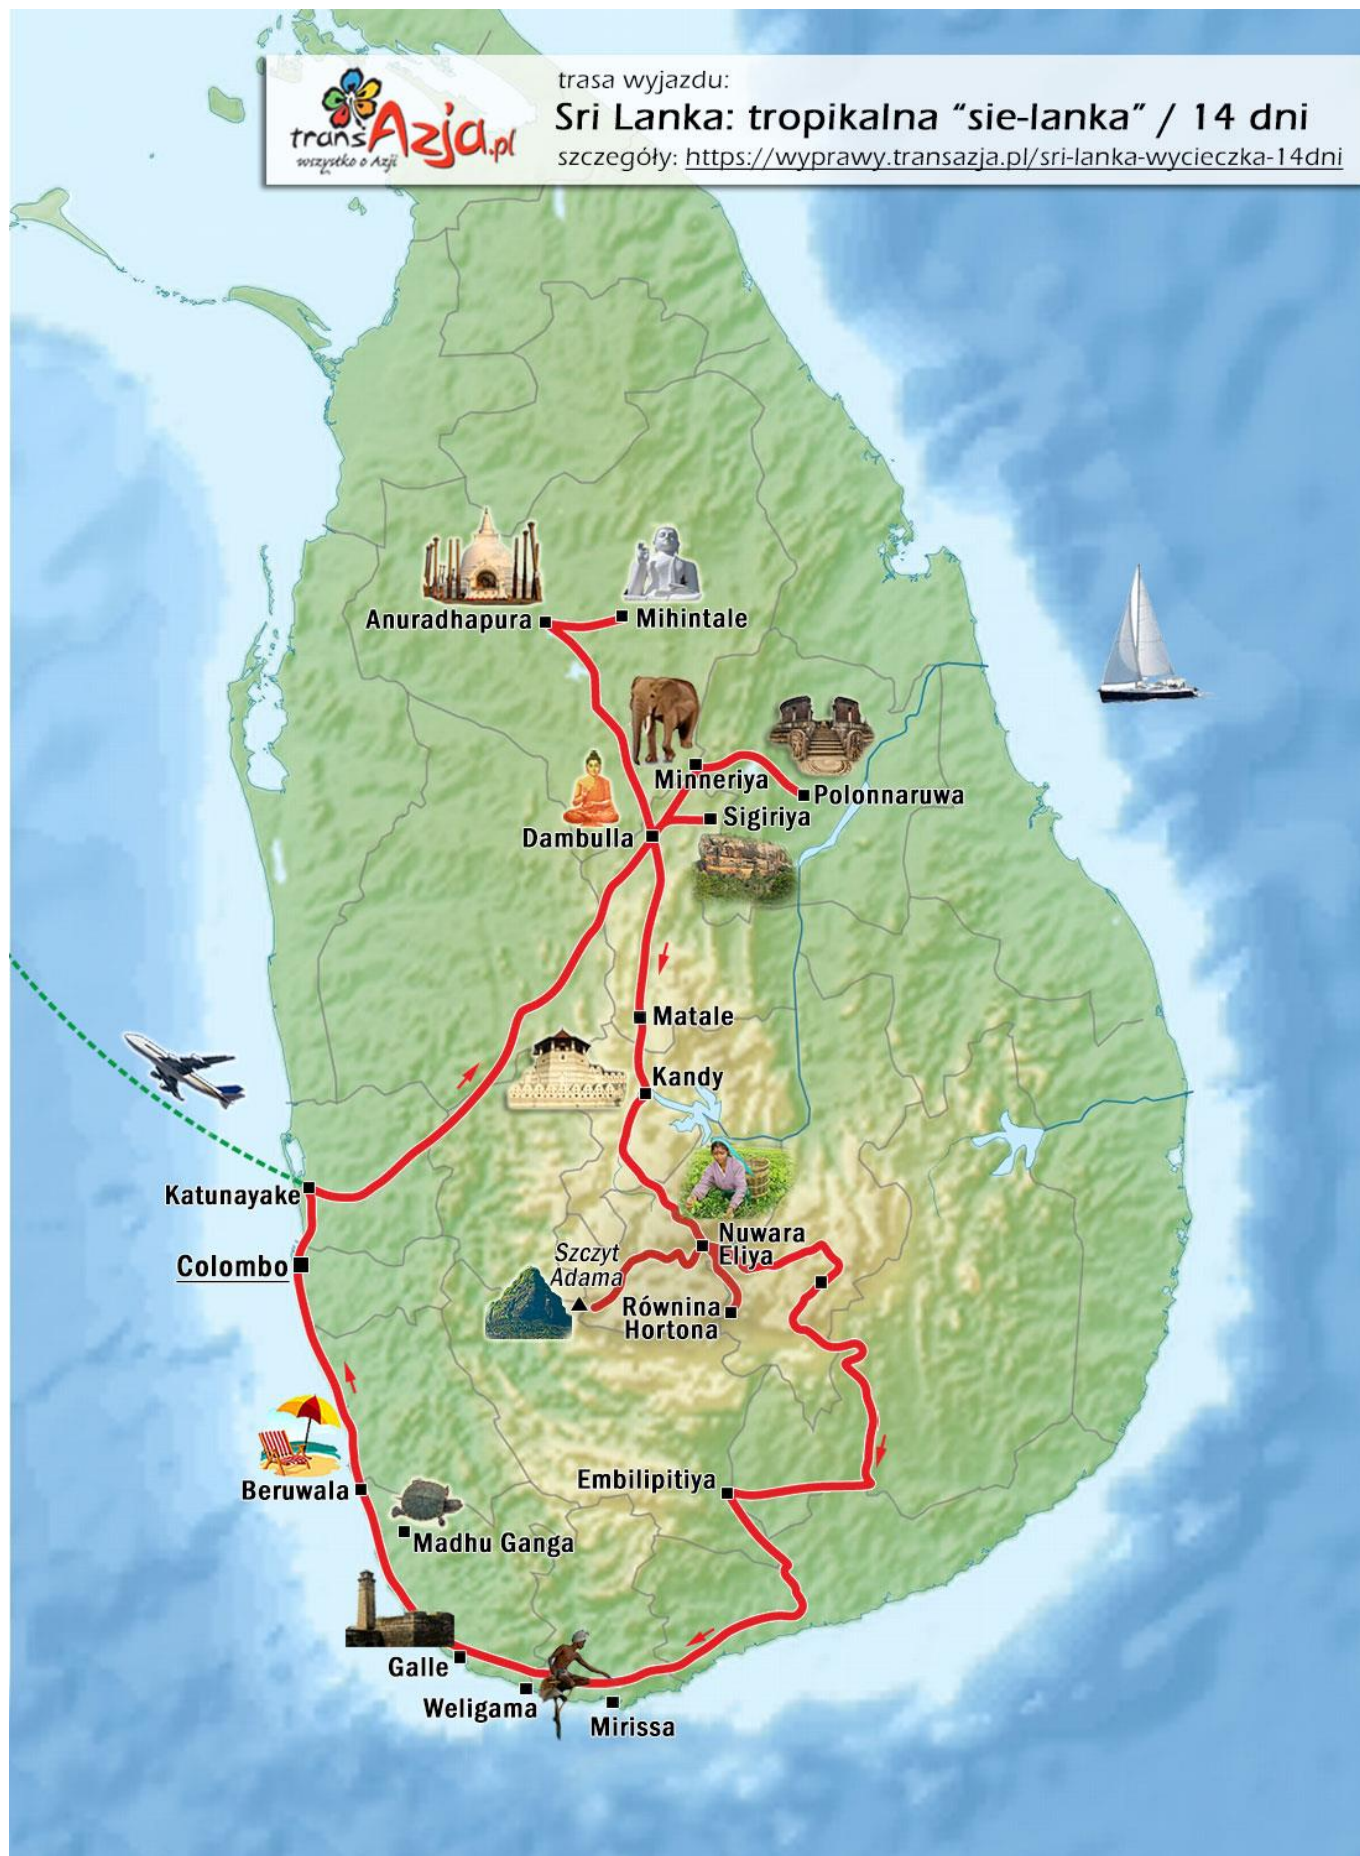 trasa wyjazdu:
transAzja.pl
wszystko o Azji
Sri Lanka: tropikalna “sie-lanka” / 14 dni
szczegóły: https://wyprawy.transazja.pl/sri-lanka-wycieczka-14dni
Anuradhapura
Mihintale
Minneriya
Polonnaruwa
Sigiriya
Dambulla
Matale
Kandy
Katunayake
Colombo
Nuwara
Eliya
Szczyt
Adama
Równina
Hortona
Embilipitiya
Beruwala
Madhu Ganga
Galle
Weligama
Mirissa